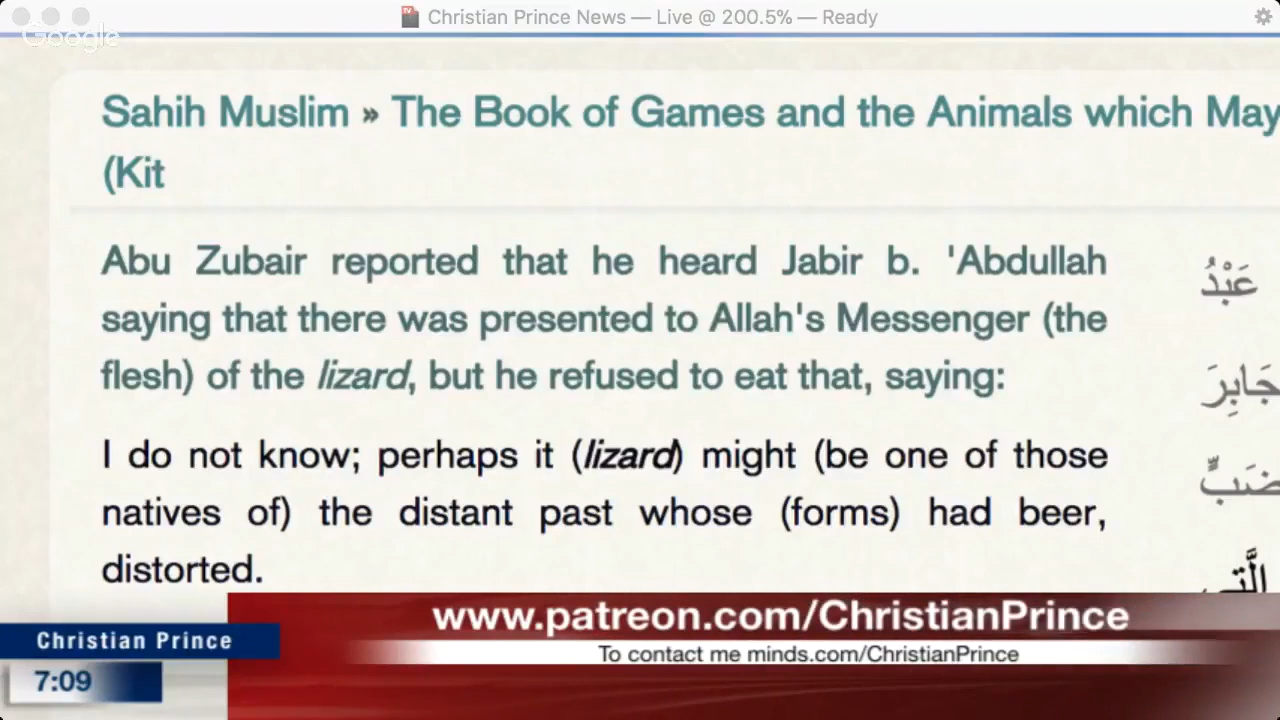 Christian Prince News — Live @ 200.5% — Ready
Google
Sahih Muslim » The Book of Games and the Animals which May
(Kit
Abu Zubair reported that he heard Jabir b. 'Abdullah
عَبْدُ
saying that there was presented to Allah's Messenger (the
flesh) of the lizard, but he refused to eat that, saying:
جَابِرَ
I do not know; perhaps it (lizard) might (be one of those
natives of) the distant past whose (forms) had beer,
distorted.
www.patreon.com/ChristianPrince
Christian Prince
To contact me minds.com/ChristianPrince
7:09